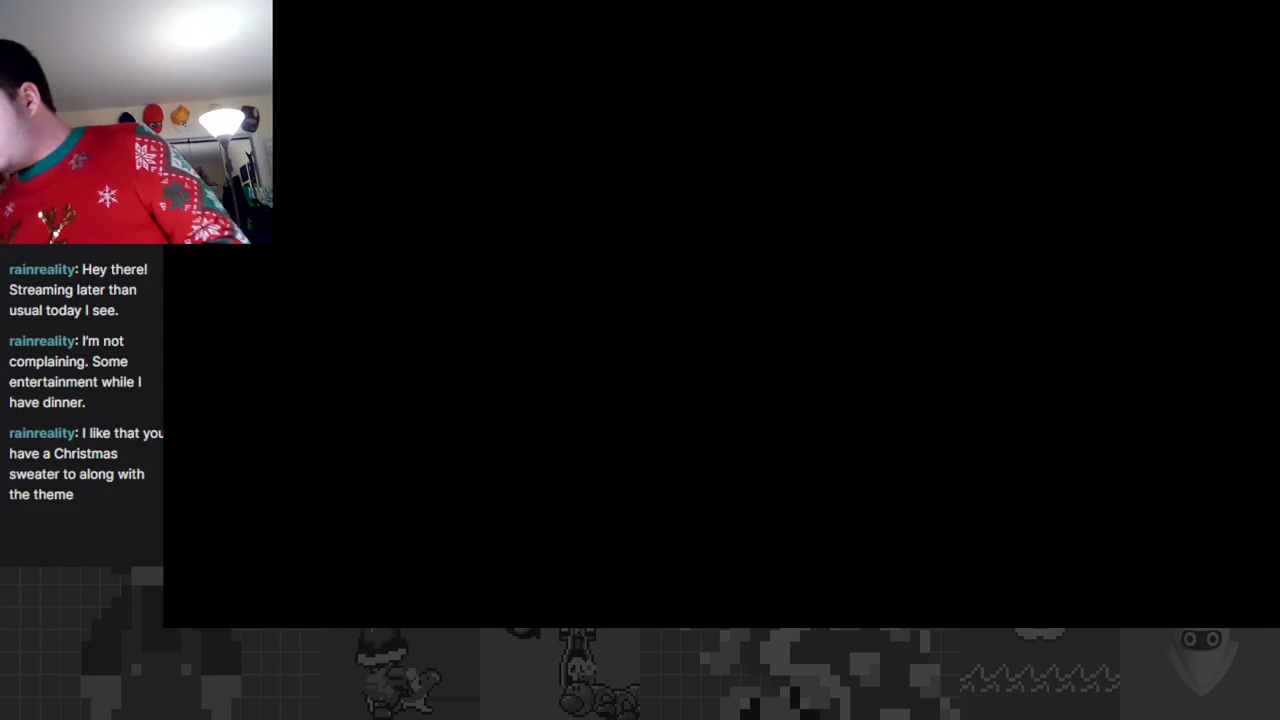 rainreality: Hey there!
Streaming later than
usual today I see.
rainreality: I'm not
complaining. Some
entertainment while I
have dinner.
rainreality: I like that you
have a Christmas
sweater to along with
the theme